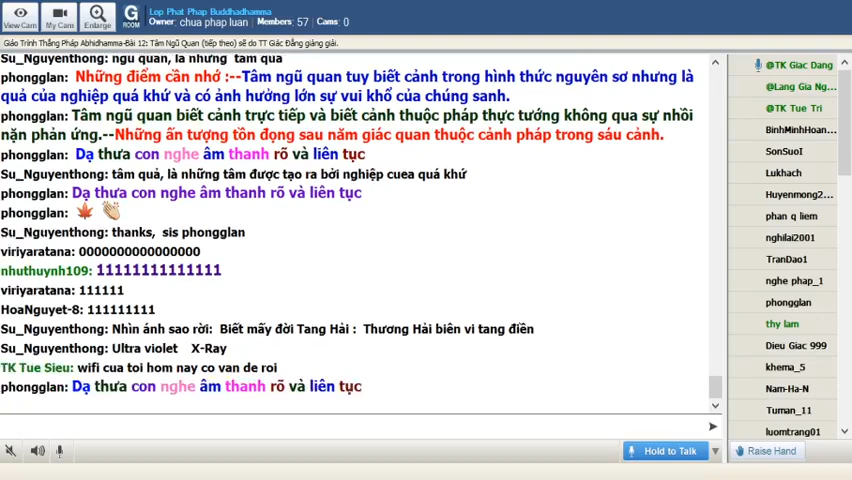 Lop Phat Phap Buddhadhamma
Owner: chua phap luan Members: 57 Cams: 0
View Cam My Cam Enlarge G ROOM
Giáo Trình Thắng Pháp Abhidhamma-Bài 12: Tâm Ngũ Quan (tiếp theo) sẽ do TT Giác Đẳng giảng giải.
Su_Nguyenthong: ngu quan, la nhung tam qua
phongglan: Những điểm cần nhớ :--Tâm ngũ quan tuy biết cảnh trong hình thức nguyên sơ nhưng là
quả của nghiệp quá khứ và có ảnh hưởng lớn sự vui khổ của chúng sanh.
phongglan: Tâm ngũ quan biết cảnh trực tiếp và biết cảnh thuộc pháp thực tướng không qua sự nhồi
nặn phản ứng.--Những ấn tượng tồn đọng sau năm giác quan thuộc cảnh pháp trong sáu cảnh.
phongglan: Dạ thưa con nghe âm thanh rõ và liên tục
Su_Nguyenthong: tâm quả, là những tâm được tạo ra bởi nghiệp cuea quá khứ
phongglan: Dạ thưa con nghe âm thanh rõ và liên tục
phongglan:
Su_Nguyenthong: thanks, sis phongglan
viriyaratana: 0000000000000000
nhuthuynh109: 11111111111111
viriyaratana: 111111
HoaNguyet-8: 111111111
Su_Nguyenthong: Nhìn ánh sao rời: Biết mấy đời Tang Hải : Thương Hải biên vi tang điền
Su_Nguyenthong: Ultra violet X-Ray
TK Tue Sieu: wifi cua toi hom nay co van de roi
phongglan: Dạ thưa con nghe âm thanh rõ và liên tục
Hold to Talk
@TK Giac Dang
@Lang Gia Ng...
@TK Tue Tri
BinhMinhHoan...
SonSuoI
Lukhach
Huyenmong2...
phan q liem
nghilai2001
TranDao1
nghe phap_1
phongglan
thy lam
Dieu Giac 999
khema_5
Nam-Ha-N
Tuman_11
luomtrang01
Raise Hand